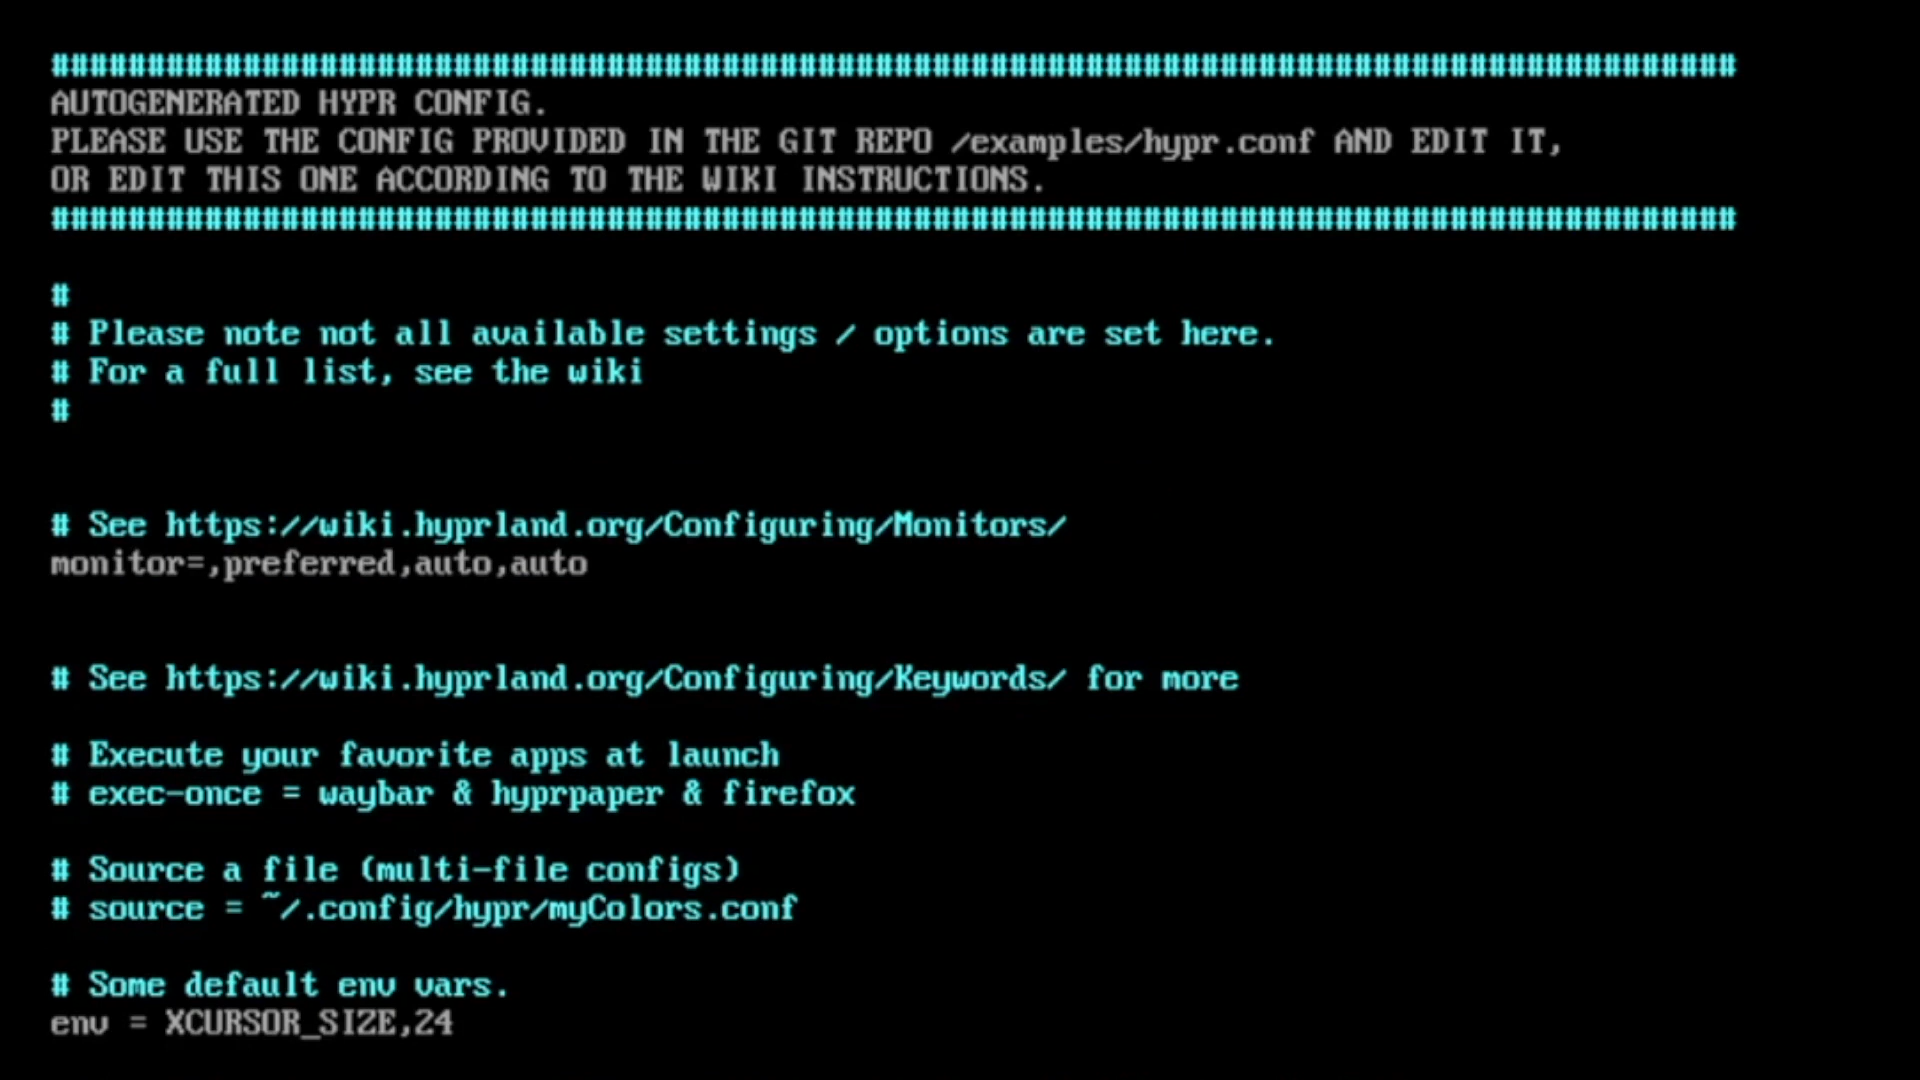 ########################################################################################
AUTOGENERATED HYPR CONFIG.
PLEASE USE THE CONFIG PROVIDED IN THE GIT REPO /examples/hypr.conf AND EDIT IT,
OR EDIT THIS ONE ACCORDING TO THE WIKI INSTRUCTIONS.
########################################################################################
#
# Please note not all available settings / options are set here.
# For a full list, see the wiki
#
# See https://wiki.hyprland.org/Configuring/Monitors/
monitor=,preferred,auto,auto
# See https://wiki.hyprland.org/Configuring/Keywords/ for more
# Execute your favorite apps at launch
# exec-once = waybar & hyprpaper & firefox
# Source a file (multi-file configs)
# source = ~/.config/hypr/myColors.conf
# Some default env vars.
env = XCURSOR_SIZE,24